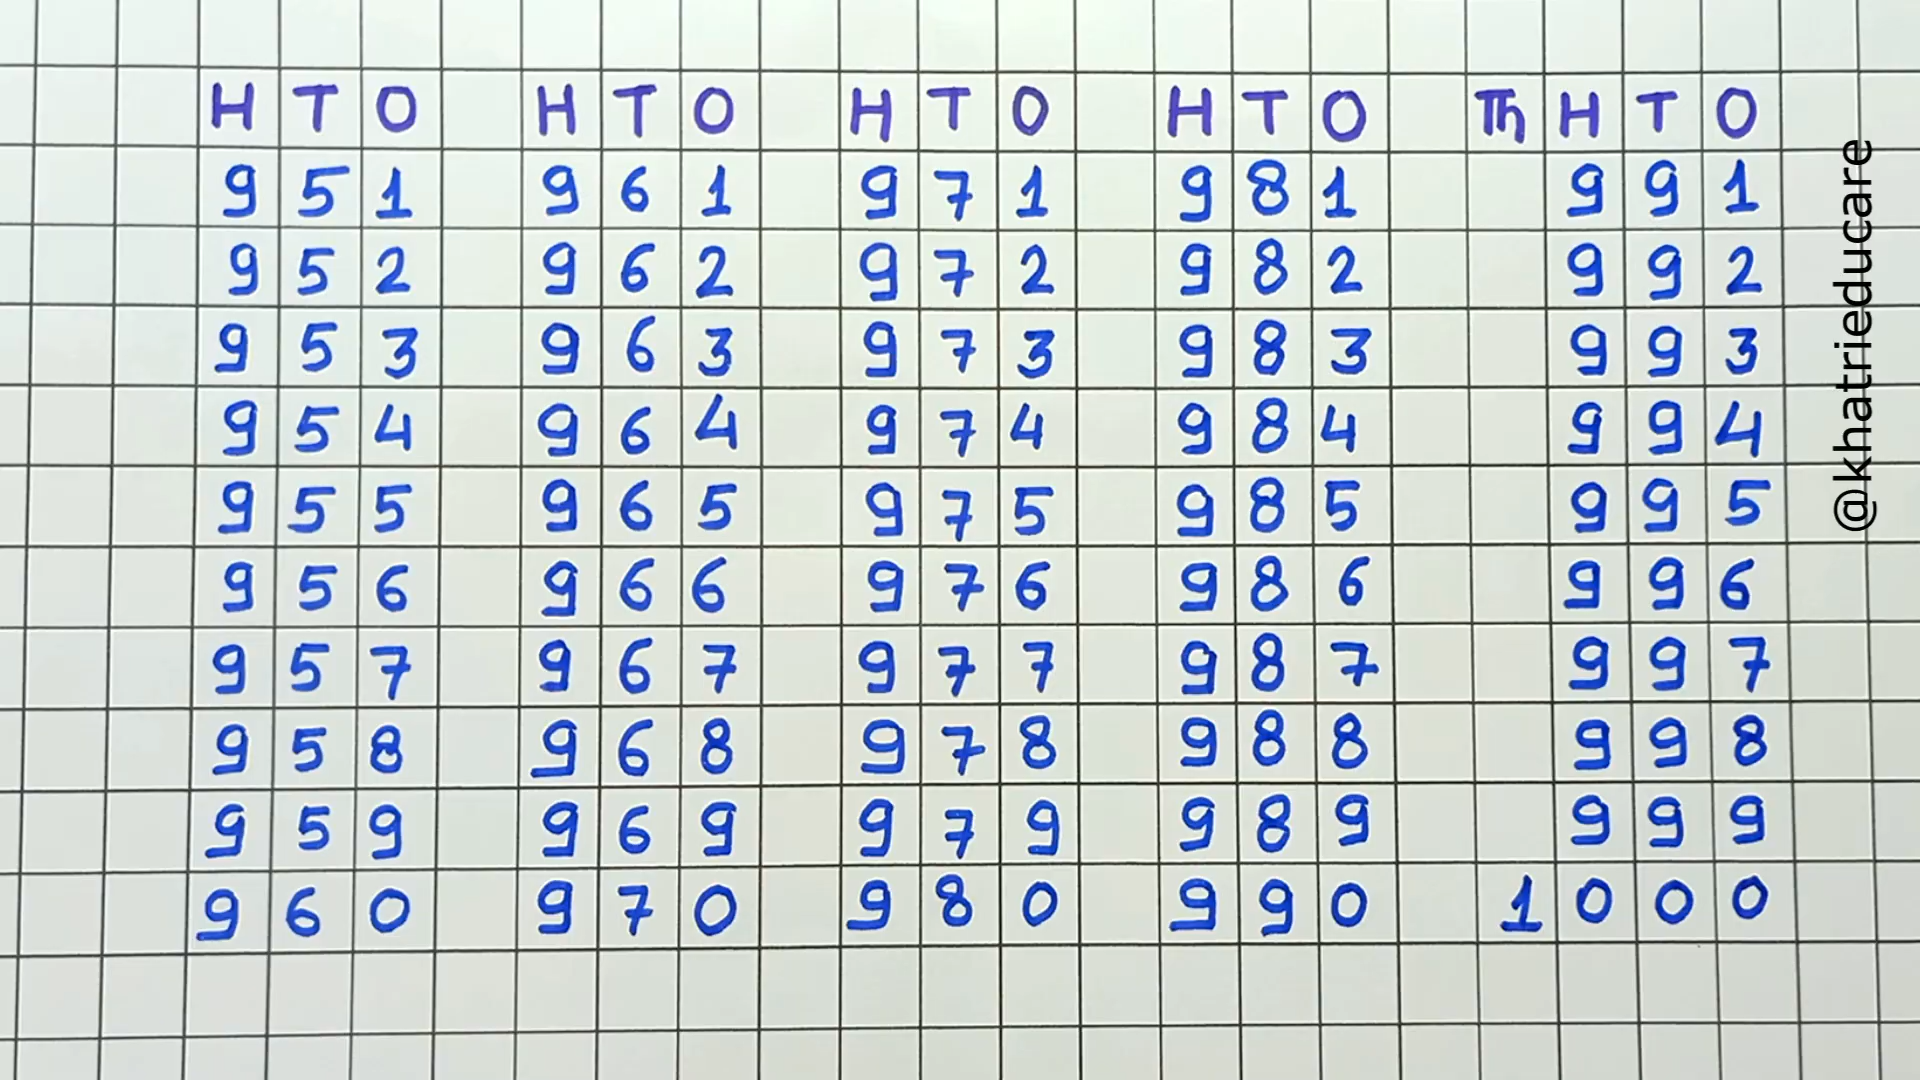 H T O H T O H T O H T O Th H T O
9 5 1 9 6 1 9 7 1 9 8 1 9 9 1
9 5 2 9 6 2 9 7 2 9 8 2 9 9 2
9 5 3 9 6 3 9 7 3 9 8 3 9 9 3
9 5 4 9 6 4 9 7 4 9 8 4 9 9 4
9 5 5 9 6 5 9 7 5 9 8 5 9 9 5
9 5 6 9 6 6 9 7 6 9 8 6 9 9 6
9 5 7 9 6 7 9 7 7 9 8 7 9 9 7
9 5 8 9 6 8 9 7 8 9 8 8 9 9 8
9 5 9 9 6 9 9 7 9 9 8 9 9 9 9
9 6 0 9 7 0 9 8 0 9 9 0 1 0 0 0
@khatrieducare